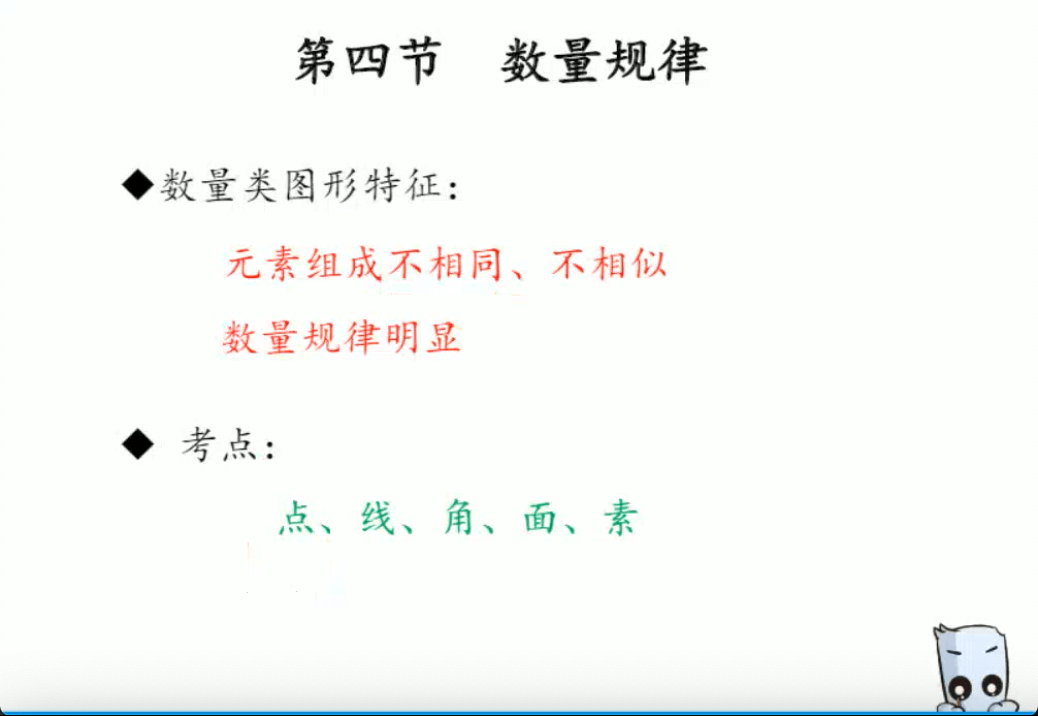 第四节 数量规律
◆数量类图形特征：
元素组成不相同、不相似
数量规律明显
◆ 考点：
点、线、角、面、素